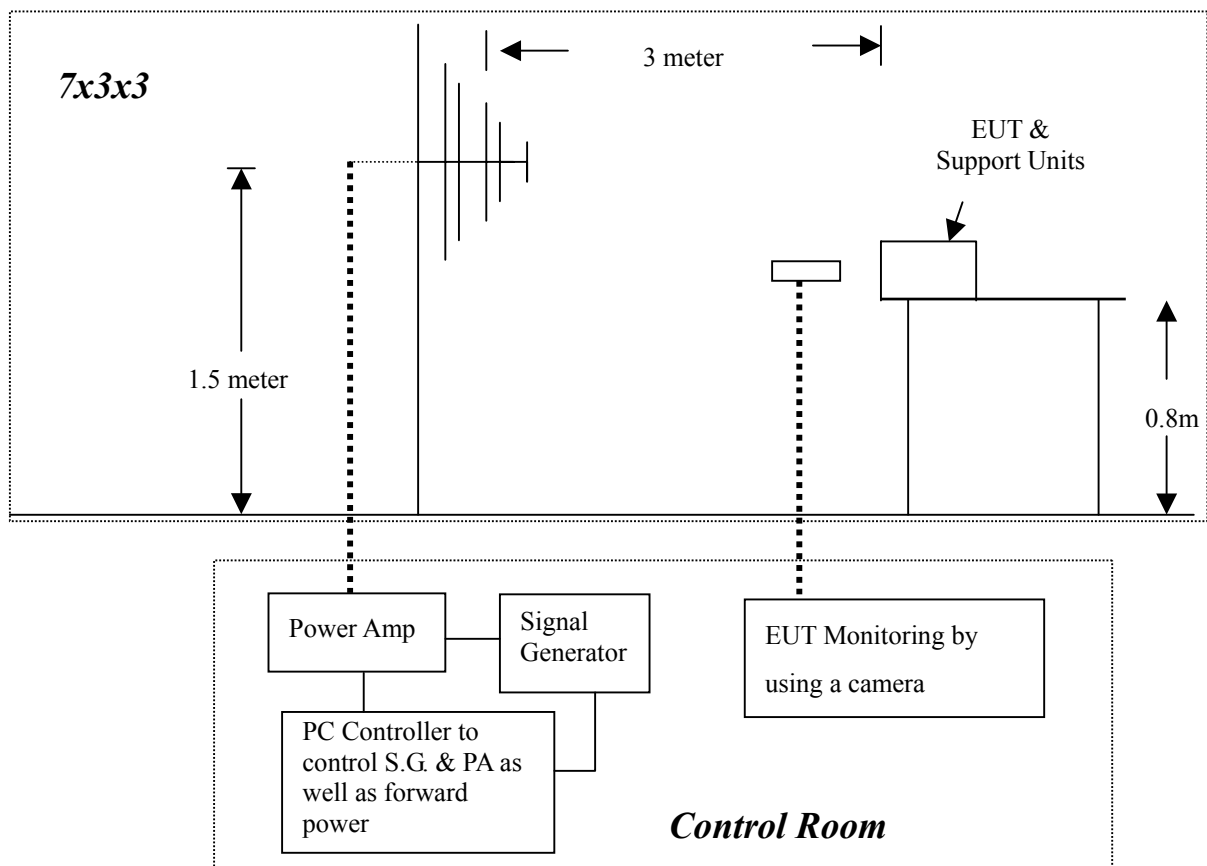 7x3x3
3 meter
EUT &
Support Units
1.5 meter
0.8m
Power Amp
Signal
Generator
EUT Monitoring by
using a camera
PC Controller to
control S.G. & PA as
well as forward
power
Control Room